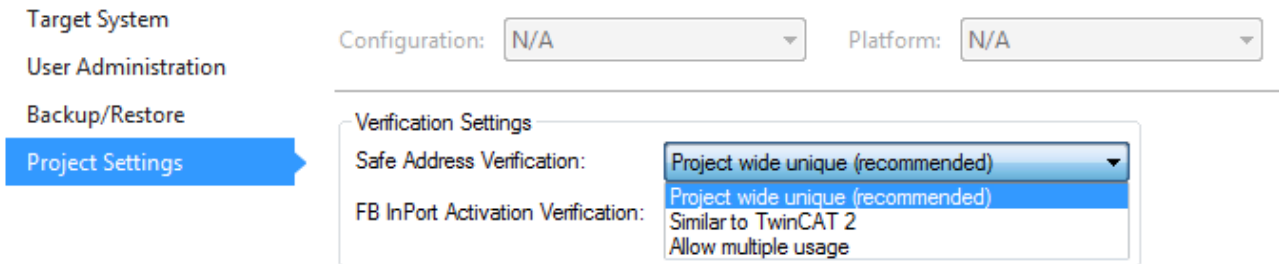 Target System
User Administration
Backup/Restore
Project Settings
Configuration: N/A Platform: N/A
Verification Settings
Safe Address Verification: Project wide unique (recommended)
Project wide unique (recommended)
FB InPort Activation Verification:
Similar to TwinCAT 2
Allow multiple usage